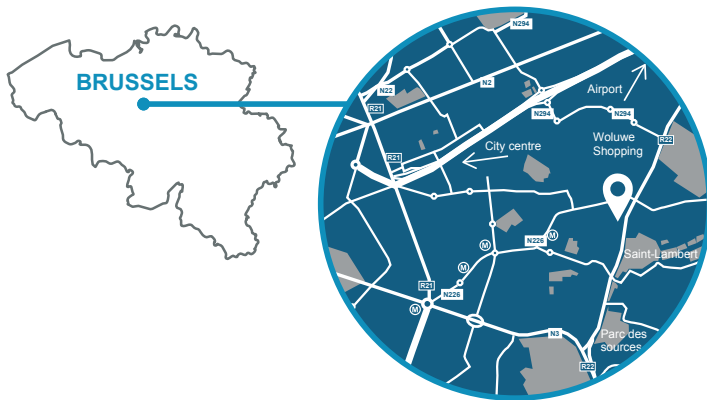 BRUSSELS
N294
N2
N22
R21
Airport
N294
N294
R22
Woluwe
Shopping
City centre
R21
M
N226
M
M
Saint-Lambert
R21
N226
M
N3
Parc des
sources
R22